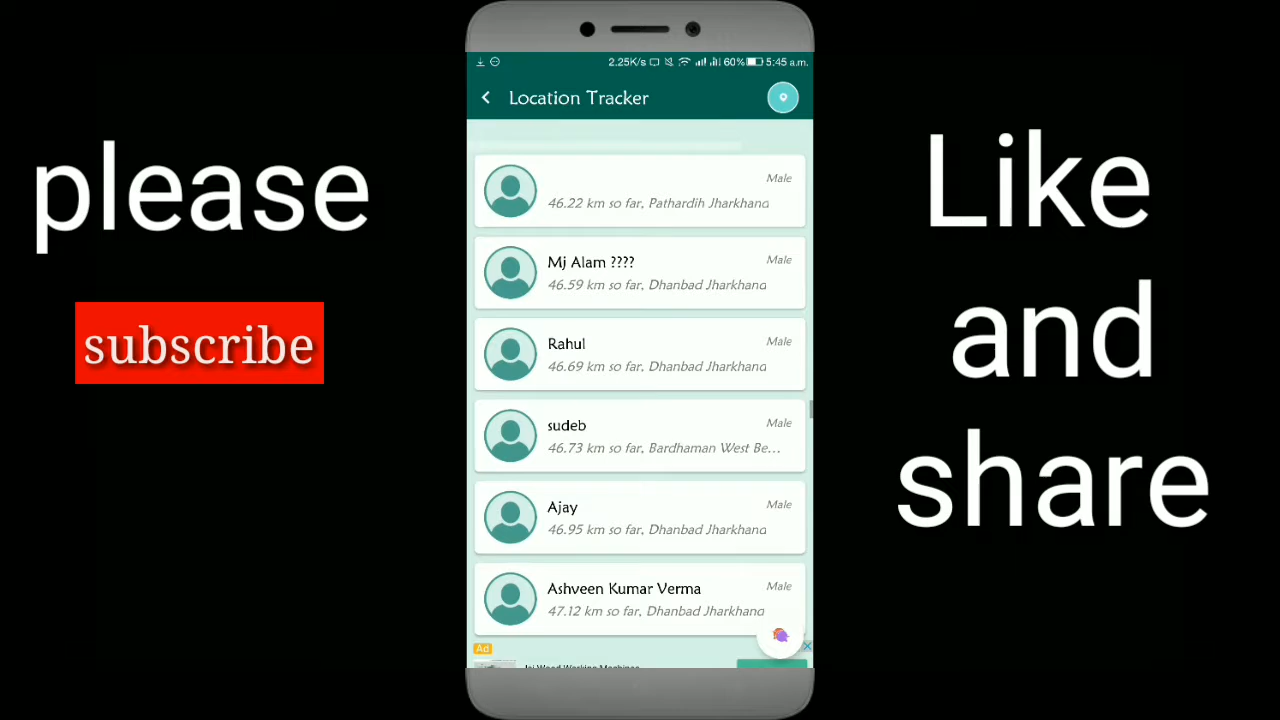 please
subscribe
2.25K/s 60% 5:45 a.m.
Location Tracker
Male
46.22 km so far, Pathardih Jharkhand
Mj Alam ????
Male
46.59 km so far, Dhanbad Jharkhand
Rahul
Male
46.69 km so far, Dhanbad Jharkhand
sudeb
Male
46.73 km so far, Bardhaman West Be...
Ajay
Male
46.95 km so far, Dhanbad Jharkhand
Ashveen Kumar Verma
Male
47.12 km so far, Dhanbad Jharkhand
Ad
Like
and
share